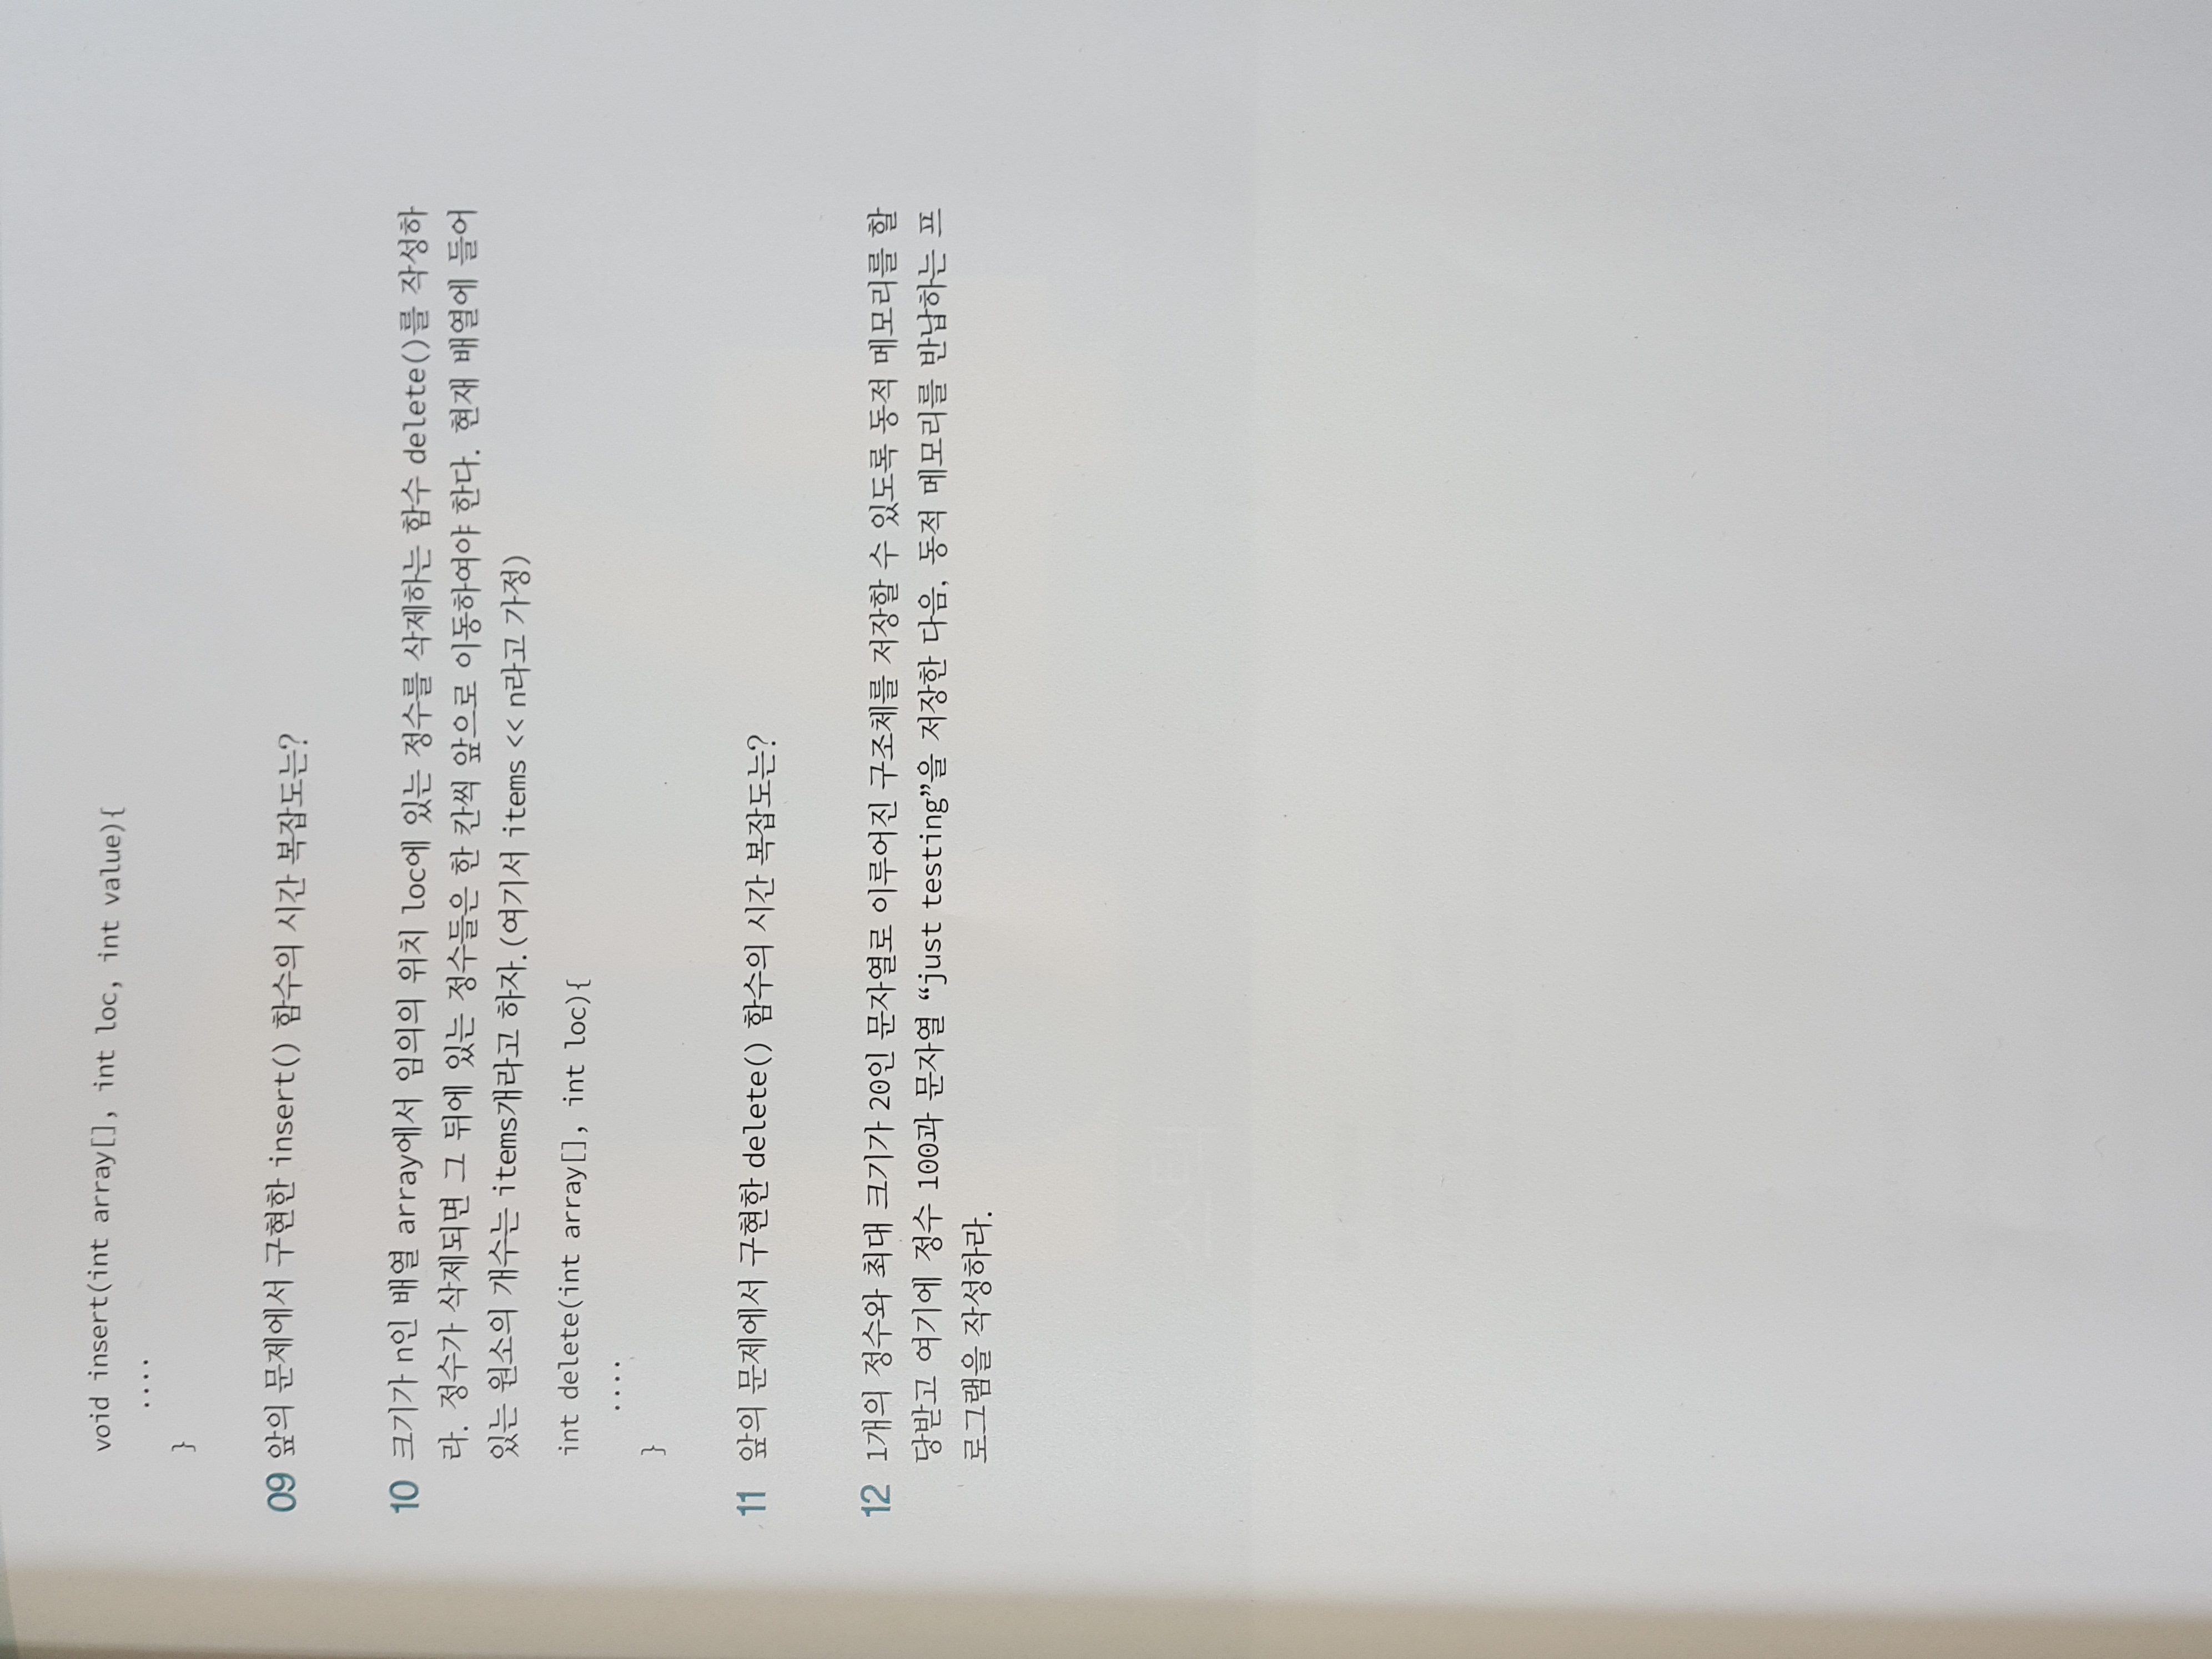 void insert(int array[], int loc, int value){
....
}
09 앞의 문제에서 구현한 insert() 함수의 시간 복잡도는?
10 크기가 n인 배열 array에서 임의의 위치 loc에 있는 정수를 삭제하는 함수 delete()를 작성하
라. 정수가 삭제되면 그 뒤에 있는 정수들은 한 칸씩 앞으로 이동하여야 한다. 현재 배열에 들어
있는 원소의 개수는 items개라고 하자.(여기서 items << n라고 가정)
int delete(int array[], int loc){
....
}
11 앞의 문제에서 구현한 delete() 함수의 시간 복잡도는?
12 1개의 정수와 최대 크기가 20인 문자열로 이루어진 구조체를 저장할 수 있도록 동적 메모리를 할
당받고 여기에 정수 100과 문자열 “just testing”을 저장한 다음, 동적 메모리를 반납하는 프
로그램을 작성하라.